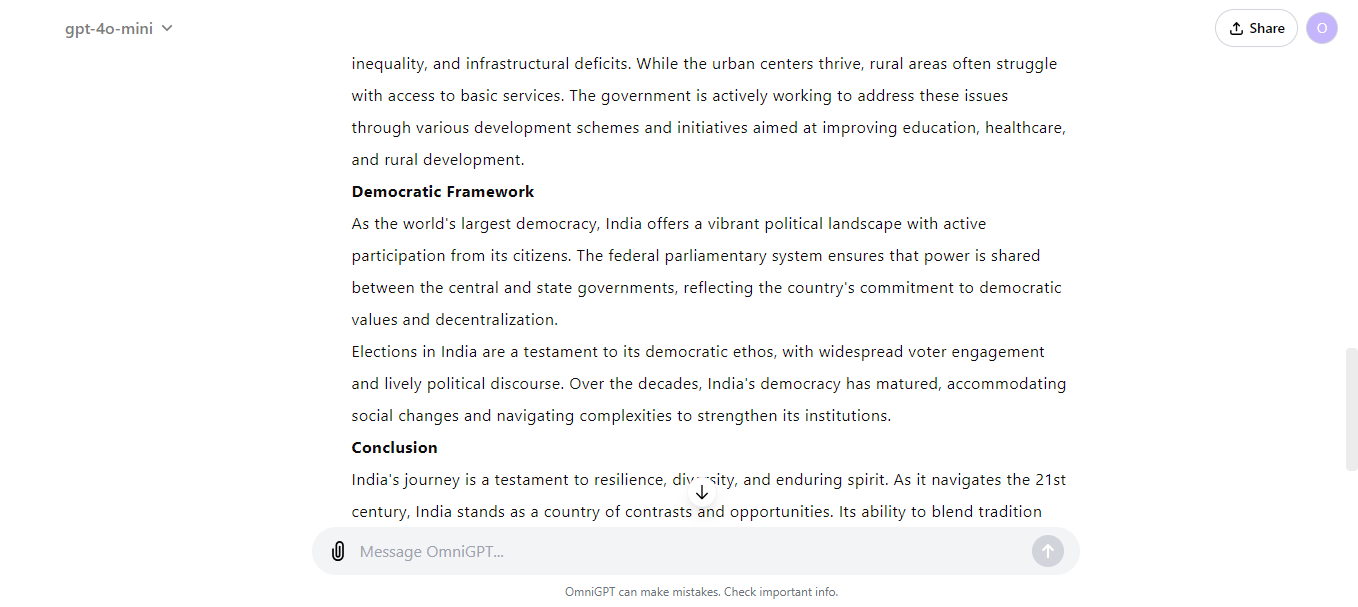 gpt-4o-mini
Share
O
inequality, and infrastructural deficits. While the urban centers thrive, rural areas often struggle
with access to basic services. The government is actively working to address these issues
through various development schemes and initiatives aimed at improving education, healthcare,
and rural development.
Democratic Framework
As the world's largest democracy, India offers a vibrant political landscape with active
participation from its citizens. The federal parliamentary system ensures that power is shared
between the central and state governments, reflecting the country's commitment to democratic
values and decentralization.
Elections in India are a testament to its democratic ethos, with widespread voter engagement
and lively political discourse. Over the decades, India's democracy has matured, accommodating
social changes and navigating complexities to strengthen its institutions.
Conclusion
India's journey is a testament to resilience, diversity, and enduring spirit. As it navigates the 21st
century, India stands as a country of contrasts and opportunities. Its ability to blend tradition
Message OmniGPT...
OmniGPT can make mistakes. Check important info.